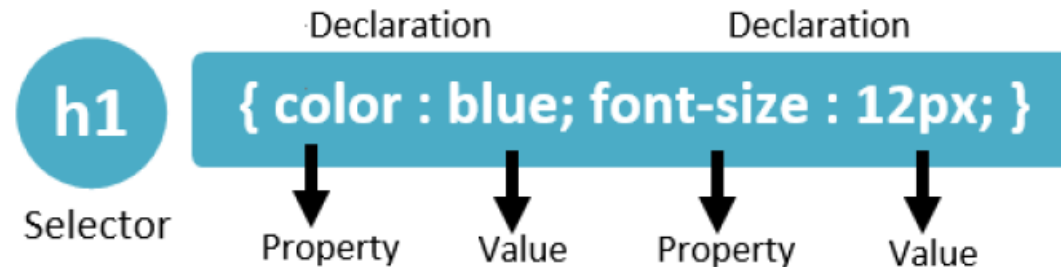 Declaration Declaration
h1 { color : blue; font-size : 12px; }
Selector
Property Value Property Value